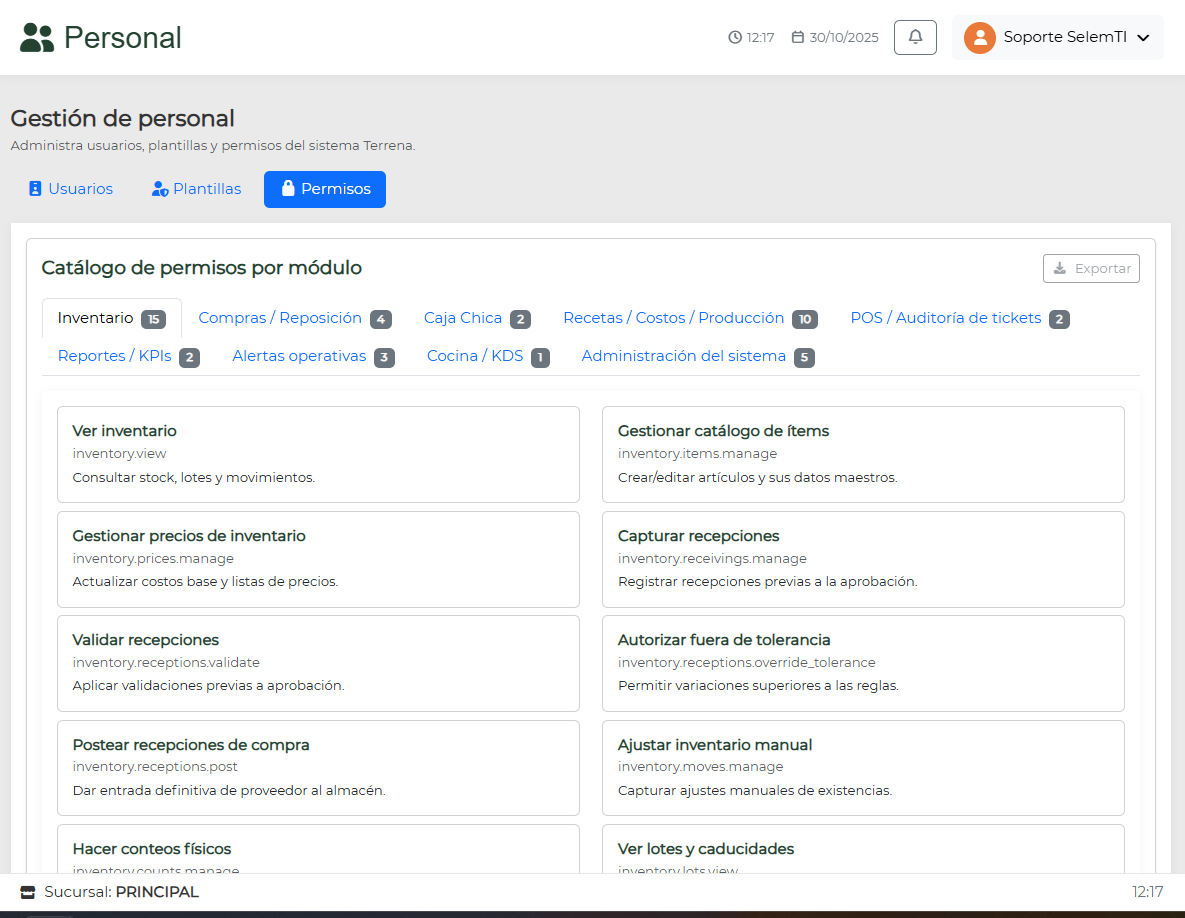 Personal
12:17 30/10/2025 Soporte SelemTI
Gestión de personal
Administra usuarios, plantillas y permisos del sistema Terrena.
Usuarios Plantillas Permisos
Catálogo de permisos por módulo
Exportar
Inventario 15 Compras / Reposición 4 Caja Chica 2 Recetas / Costos / Producción 10 POS / Auditoría de tickets 2
Reportes / KPIs 2 Alertas operativas 3 Cocina / KDS 1 Administración del sistema 5
Ver inventario
inventory.view
Consultar stock, lotes y movimientos.
Gestionar catálogo de ítems
inventory.items.manage
Crear/editar artículos y sus datos maestros.
Gestionar precios de inventario
inventory.prices.manage
Actualizar costos base y listas de precios.
Capturar recepciones
inventory.receivings.manage
Registrar recepciones previas a la aprobación.
Validar recepciones
inventory.receptions.validate
Aplicar validaciones previas a aprobación.
Autorizar fuera de tolerancia
inventory.receptions.override_tolerance
Permitir variaciones superiores a las reglas.
Postear recepciones de compra
inventory.receptions.post
Dar entrada definitiva de proveedor al almacén.
Ajustar inventario manual
inventory.moves.manage
Capturar ajustes manuales de existencias.
Hacer conteos físicos
inventory.counts.manage
Ver lotes y caducidades
inventory.lots.view
Sucursal: PRINCIPAL
12:17